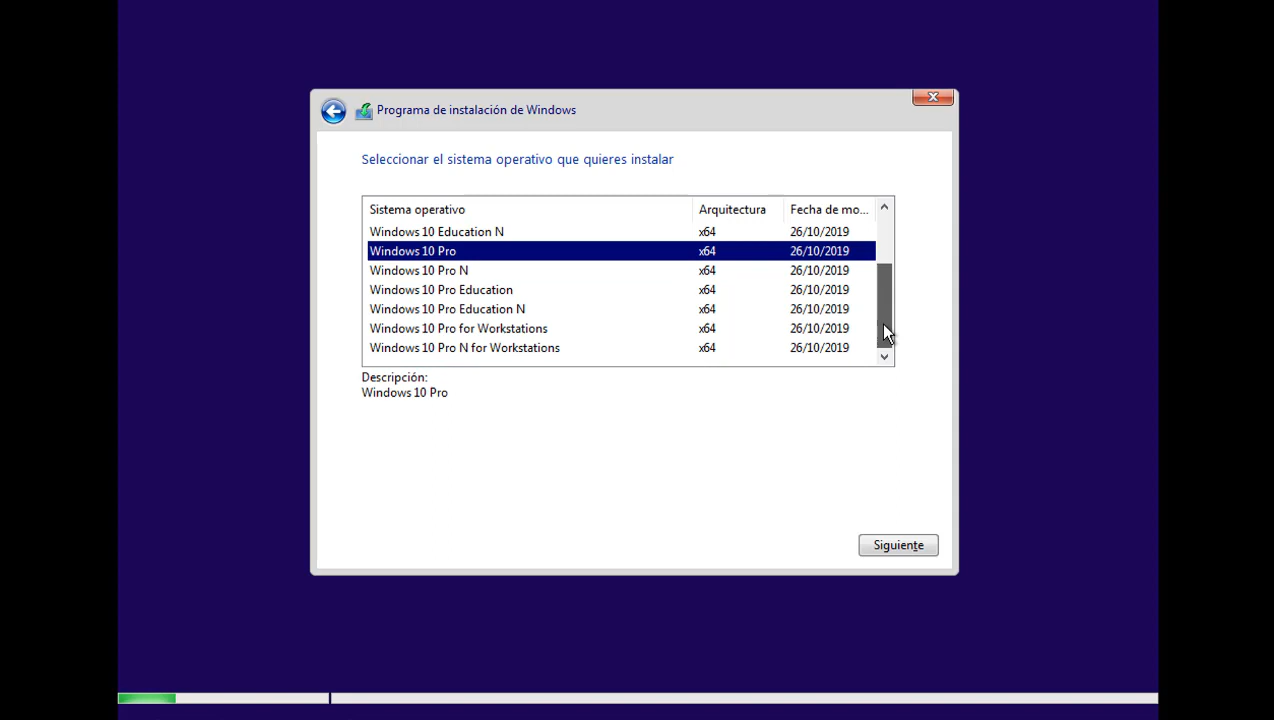 Programa de instalación de Windows
Seleccionar el sistema operativo que quieres instalar
Sistema operativo Arquitectura Fecha de mo...
Windows 10 Education N x64 26/10/2019
Windows 10 Pro x64 26/10/2019
Windows 10 Pro N x64 26/10/2019
Windows 10 Pro Education x64 26/10/2019
Windows 10 Pro Education N x64 26/10/2019
Windows 10 Pro for Workstations x64 26/10/2019
Windows 10 Pro N for Workstations x64 26/10/2019
Descripción:
Windows 10 Pro
Siguiente